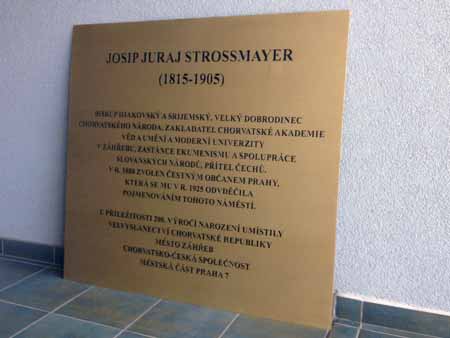 JOSIP JURAJ STROSSMAYER
(1815-1905)
BISKUP ĐAKOVSKÝ A SRIJEMSKÝ, VELKÝ DOBRODINEC
CHORVATSKÉHO NÁRODA, ZAKLADATEL CHORVATSKÉ AKADEMIE
VĚD A UMĚNÍ A MODERNÍ UNIVERZITY
V ZÁHŘEBU, ZASTÁNCE EKUMENISMU A SPOLUPRÁCE
SLOVANSKÝCH NÁRODŮ, PŘÍTEL ČECHŮ.
V R. 1880 ZVOLEN ČESTNÝM OBČANEM PRAHY,
KTERÁ SE MU V R. 1925 ODVDĚČILA
POJMENOVÁNÍM TOHOTO NÁMĚSTÍ.
U PŘÍLEŽITOSTI 200. VÝROČÍ NAROZENÍ UMÍSTILY
VELVYSLANECTVÍ CHORVATSKÉ REPUBLIKY
MĚSTO ZÁHŘEB
CHORVATSKO-ČESKÁ SPOLEČNOST
MĚSTSKÁ ČÁST PRAHA 7